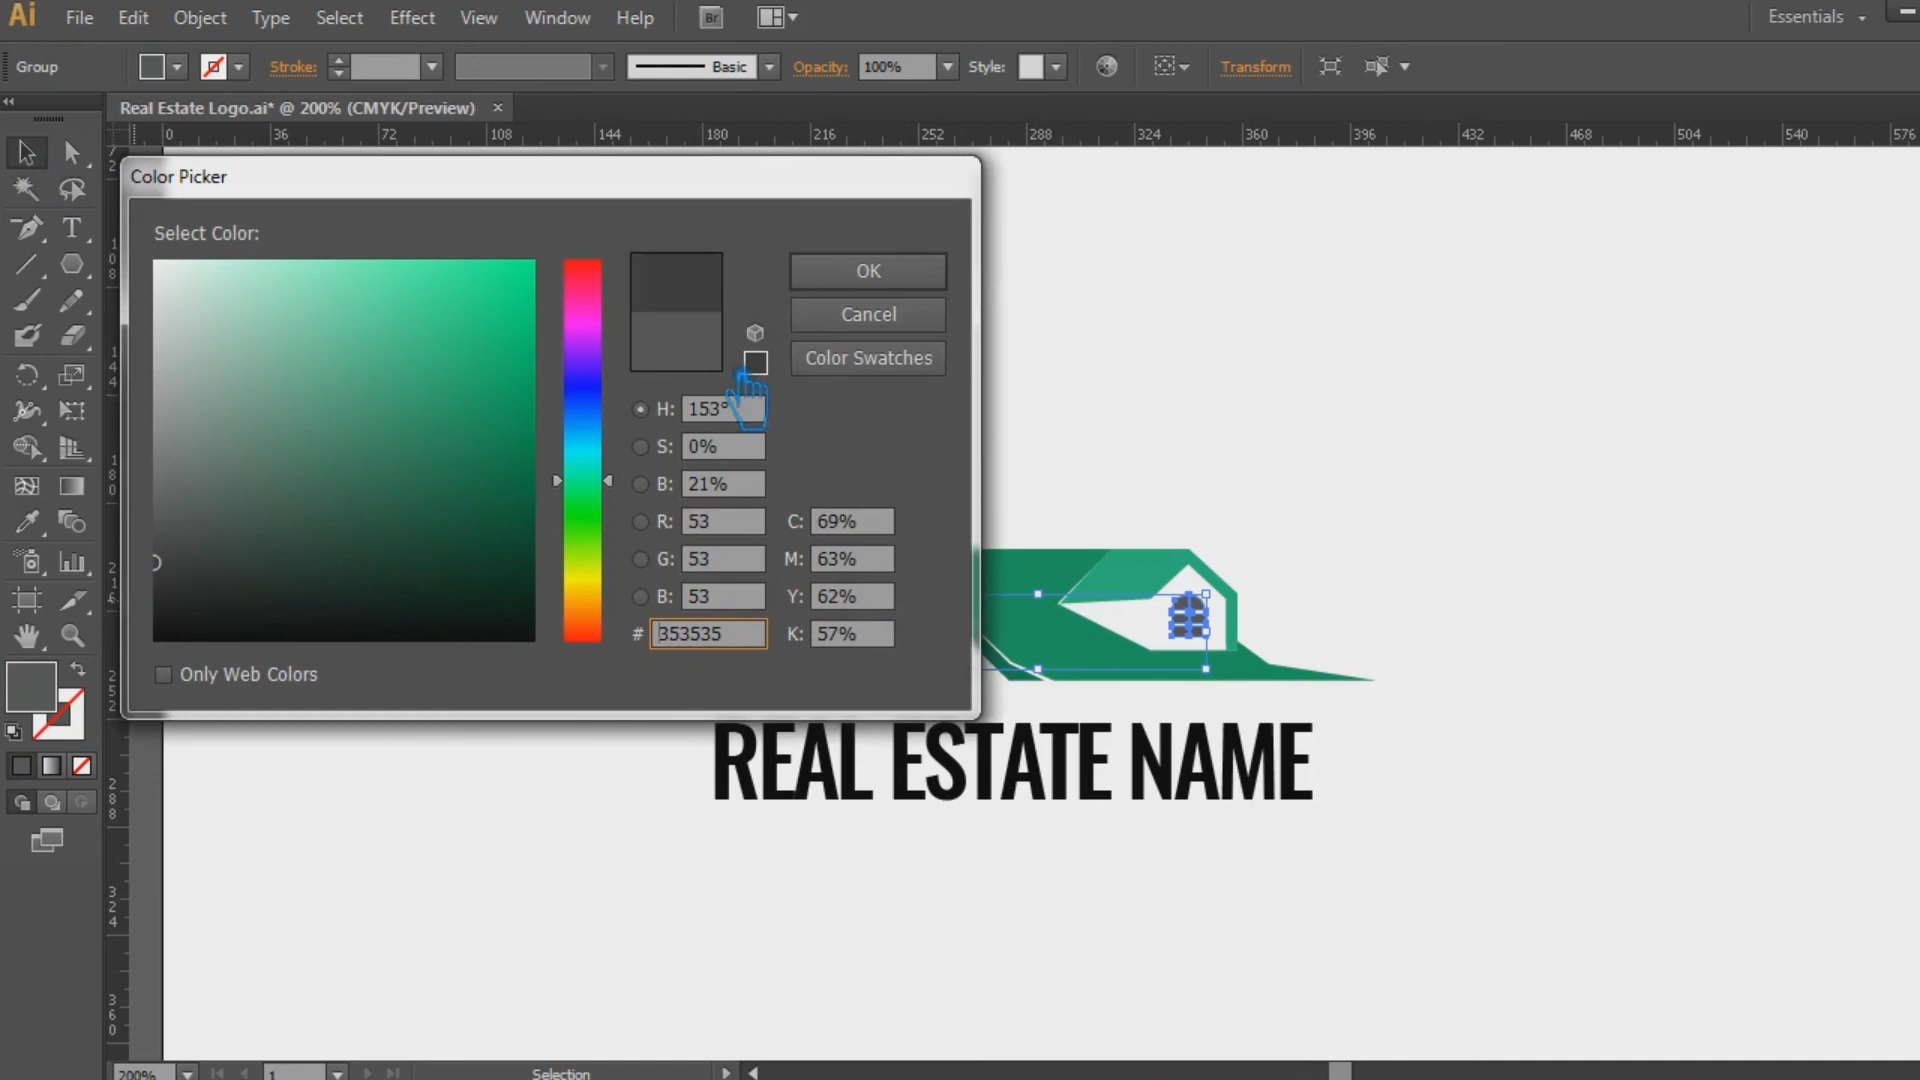 Ai File Edit Object Type Select Effect View Window Help Br Essentials
Group Stroke: Basic Opacity: 100% Style: Transform
Real Estate Logo.ai* @ 200% (CMYK/Preview) ×
0 36 72 108 144 180 216 252 288 324 360 396 432 468 504 540 576
Color Picker
Select Color:
OK
Cancel
Color Swatches
H: 153°
S: 0%
B: 21%
R: 53 C: 69%
G: 53 M: 63%
B: 53 Y: 62%
# 353535 K: 57%
Only Web Colors
REAL ESTATE NAME
200% 1 Selection